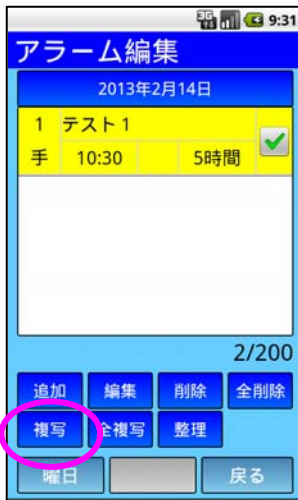 3G 9:31
アラーム編集
2013年2月14日
1 テスト1
手 10:30 5時間
2/200
追加 編集 削除 全削除
複写 全複写 整理
曜日 戻る